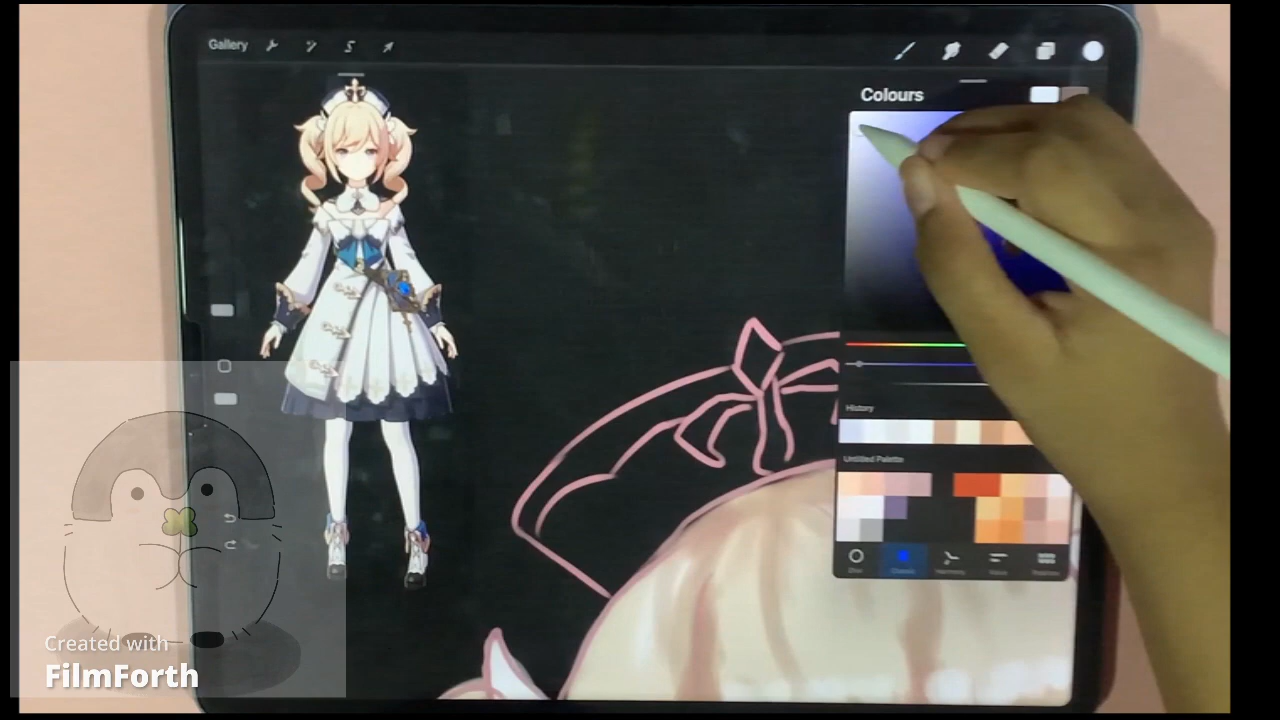 Gallery
Colours
History
Untitled Palette
Created with
FilmForth